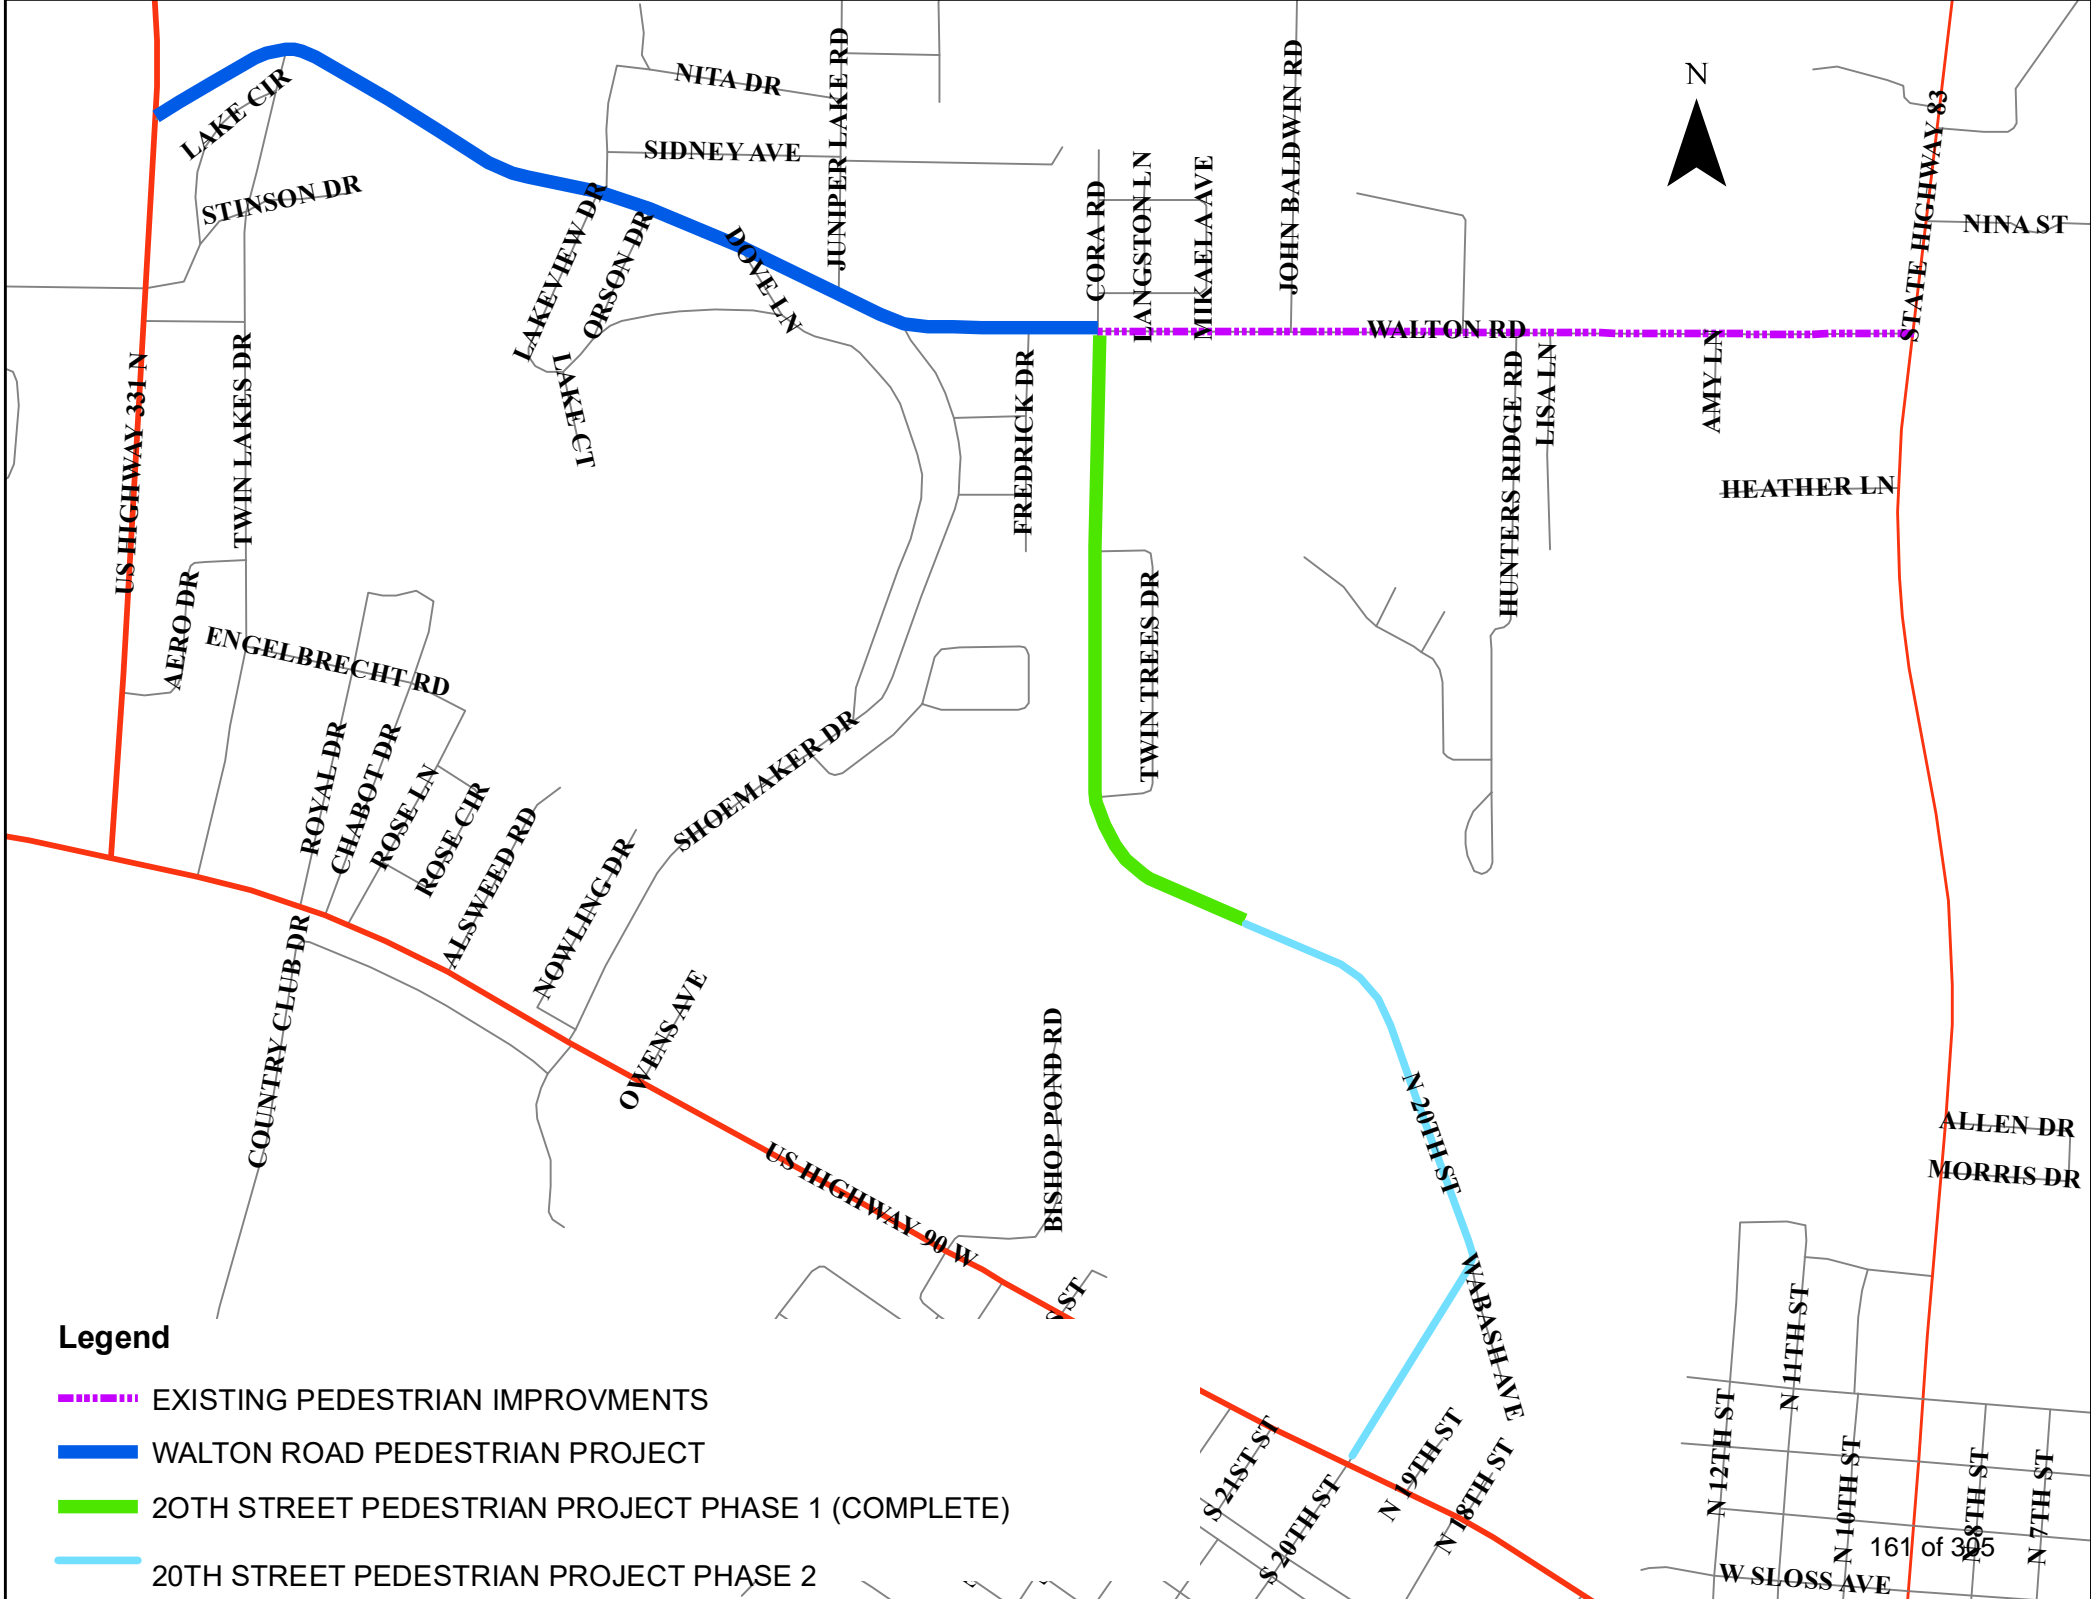 N
LAKE CIR
NITA DR
JUNIPER LAKE RD
JOHN BALDWIN RD
STATE HIGHWAY 83
STINSON DR
SIDNEY AVE
LAKEVIEW DR
ORSON DR
DOVE LN
CORA RD
LANGSTON LN
MIKAELA AVE
NINA ST
WALTON RD
US HIGHWAY 331 N
TWIN LAKES DR
LAKE CT
FREDRICK DR
HUNTERS RIDGE RD
LISA LN
AMY LN
HEATHER LN
AERO DR
ENGELBRECHT RD
TWIN TREES DR
ROYAL DR
CHABOT DR
ROSE LN
ROSE CIR
SHOEMAKER DR
ALSWEED RD
NOWLING DR
COUNTRY CLUB DR
OWENS AVE
BISHOP POND RD
N 20TH ST
ALLEN DR
MORRIS DR
US HIGHWAY 90 W
ST
WABASH AVE
N 11TH ST
N 12TH ST
N 10TH ST
N 8TH ST
N 7TH ST
S 21ST ST
S 20TH ST
N 19TH ST
N 18TH ST
W SLOSS AVE
161 of 305
Legend
EXISTING PEDESTRIAN IMPROVMENTS
WALTON ROAD PEDESTRIAN PROJECT
2OTH STREET PEDESTRIAN PROJECT PHASE 1 (COMPLETE)
20TH STREET PEDESTRIAN PROJECT PHASE 2